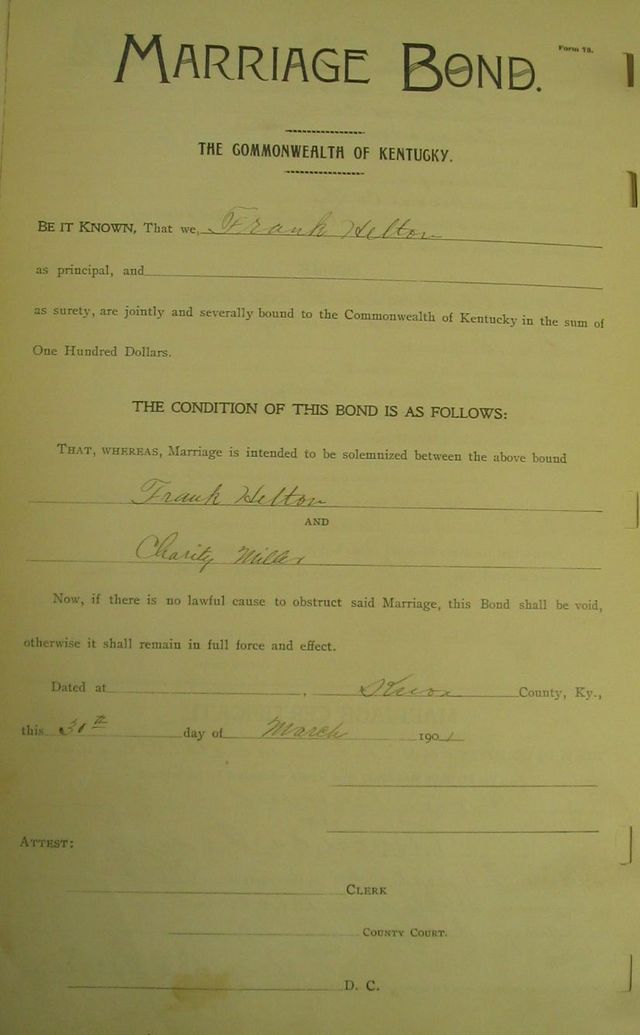 Form 78.
MARRIAGE BOND.
THE COMMONWEALTH OF KENTUCKY.
BE IT KNOWN, That we, Frank Helton
as principal, and
as surety, are jointly and severally bound to the Commonwealth of Kentucky in the sum of
One Hundred Dollars.
THE CONDITION OF THIS BOND IS AS FOLLOWS:
THAT, WHEREAS, Marriage is intended to be solemnized between the above bound
Frank Helton
AND
Charity Miller
Now, if there is no lawful cause to obstruct said Marriage, this Bond shall be void,
otherwise it shall remain in full force and effect.
Dated at , Knox County, Ky.,
this 30th day of March 1901
ATTEST:
CLERK
COUNTY COURT.
D. C.